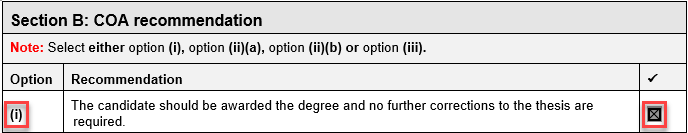 Section B: COA recommendation
Note: Select either option (i), option (ii)(a), option (ii)(b) or option (iii).
Option Recommendation ✓
(i) The candidate should be awarded the degree and no further corrections to the thesis are
required. ☒